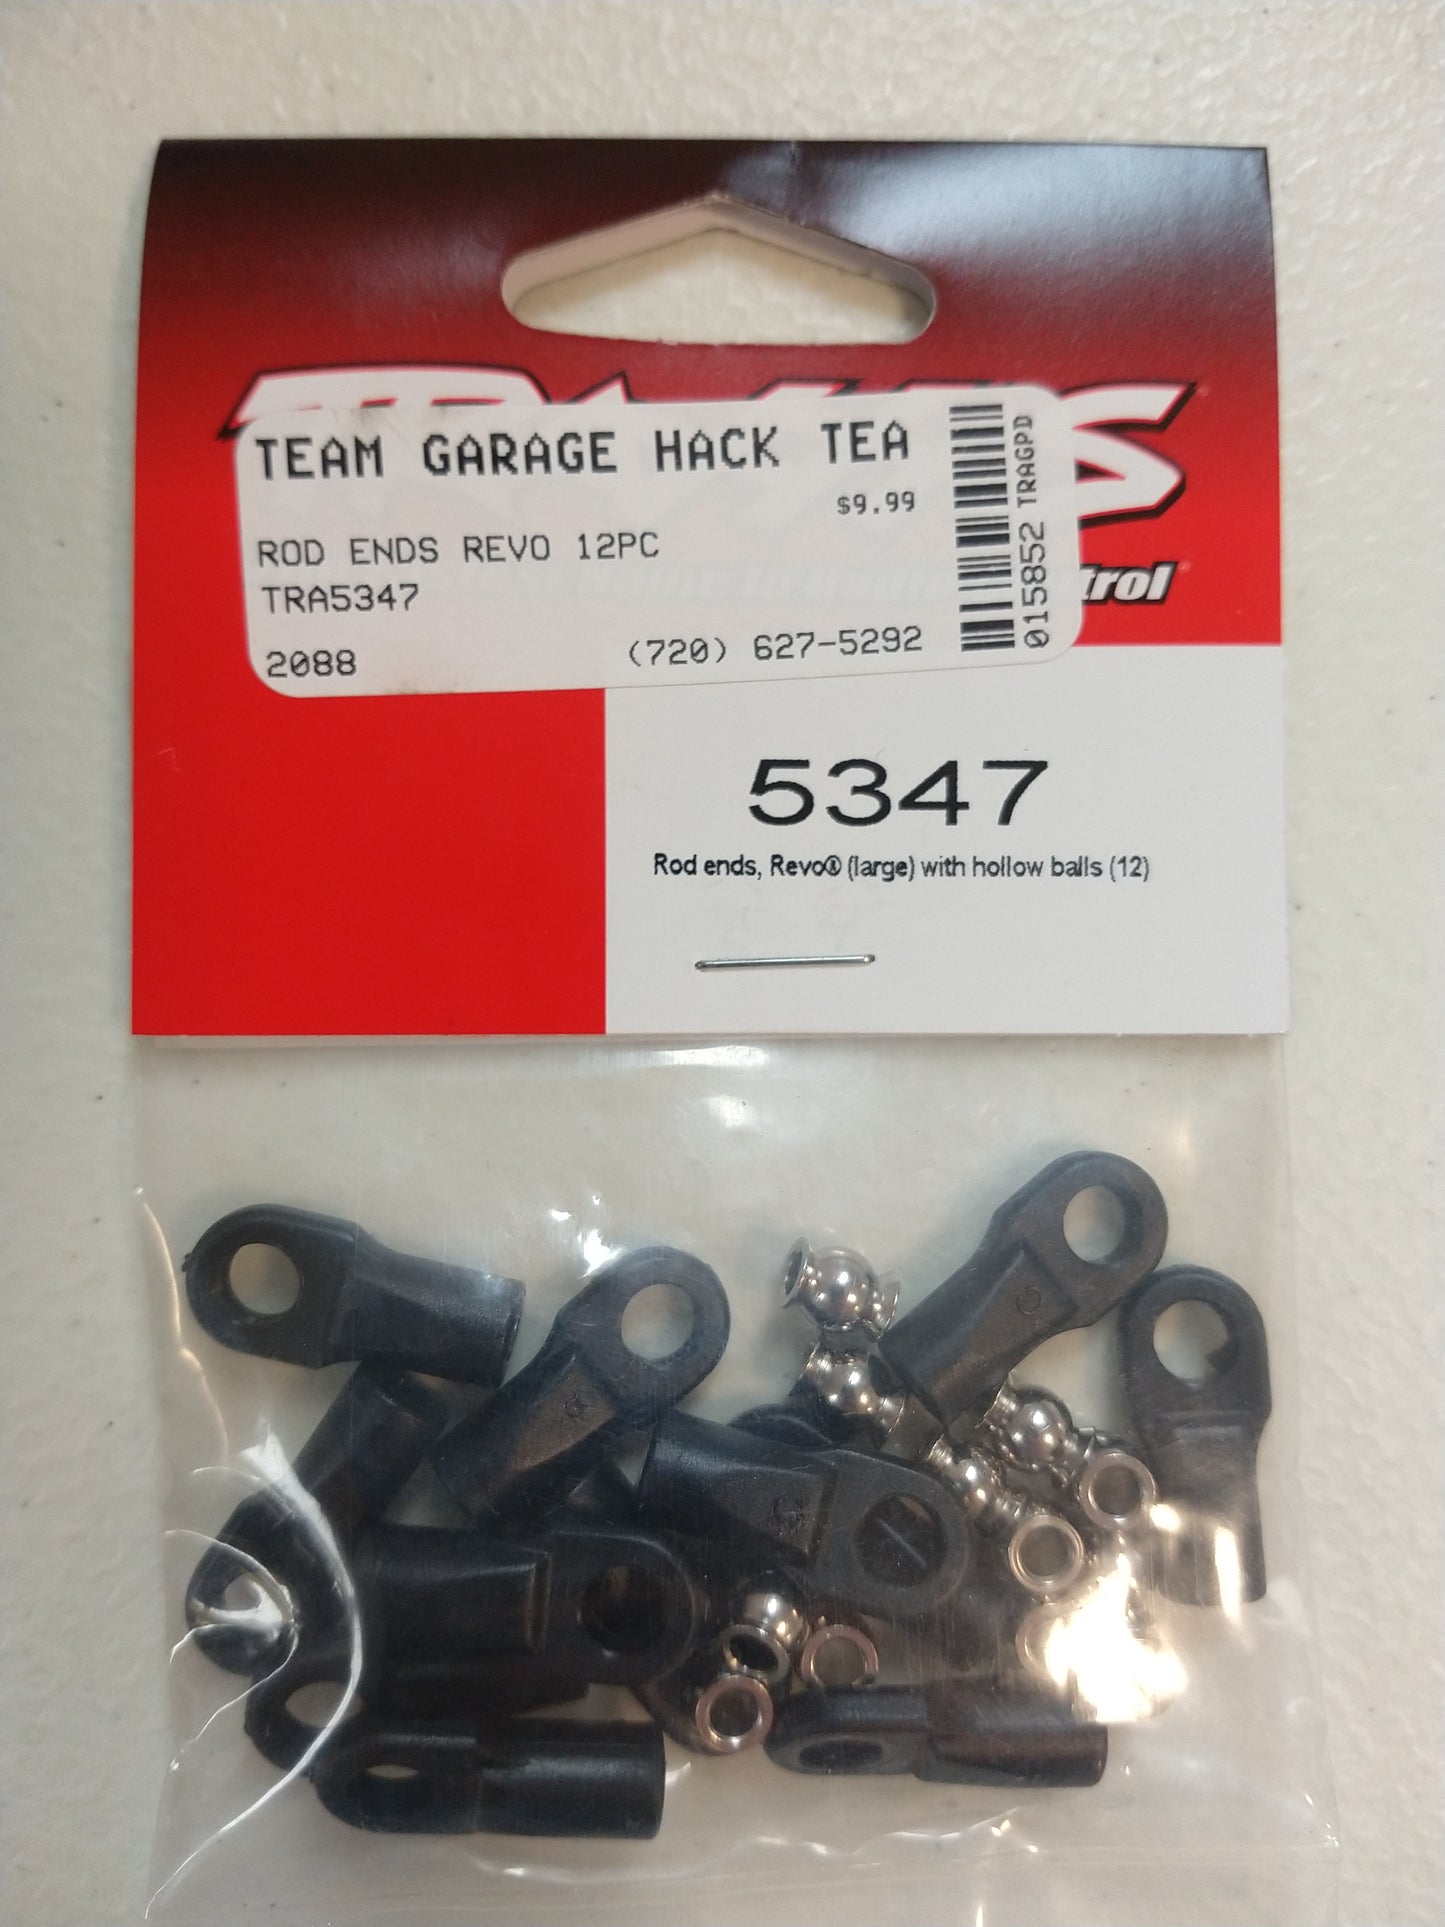 TEAM GARAGE HACK TEA
$9.99
ROD ENDS REVO 12PC
TRA5347
2088 (720) 627-5292
015852 TRAGPD
5347
Rod ends, Revo® (large) with hollow balls (12)